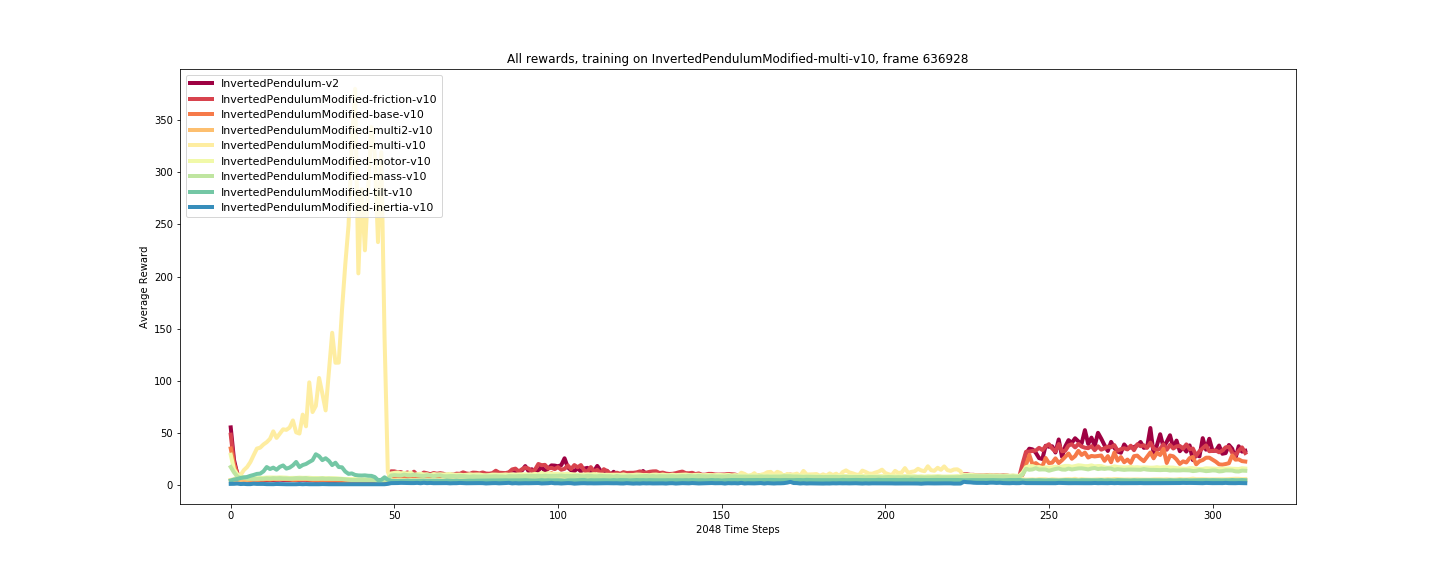 All rewards, training on InvertedPendulumModified-multi-v10, frame 636928
InvertedPendulum-v2
InvertedPendulumModified-friction-v10
InvertedPendulumModified-base-v10
InvertedPendulumModified-multi2-v10
InvertedPendulumModified-multi-v10
InvertedPendulumModified-motor-v10
InvertedPendulumModified-mass-v10
InvertedPendulumModified-tilt-v10
InvertedPendulumModified-inertia-v10
350
300
250
200
150
100
50
0
Average Reward
0 50 100 150 200 250 300
2048 Time Steps